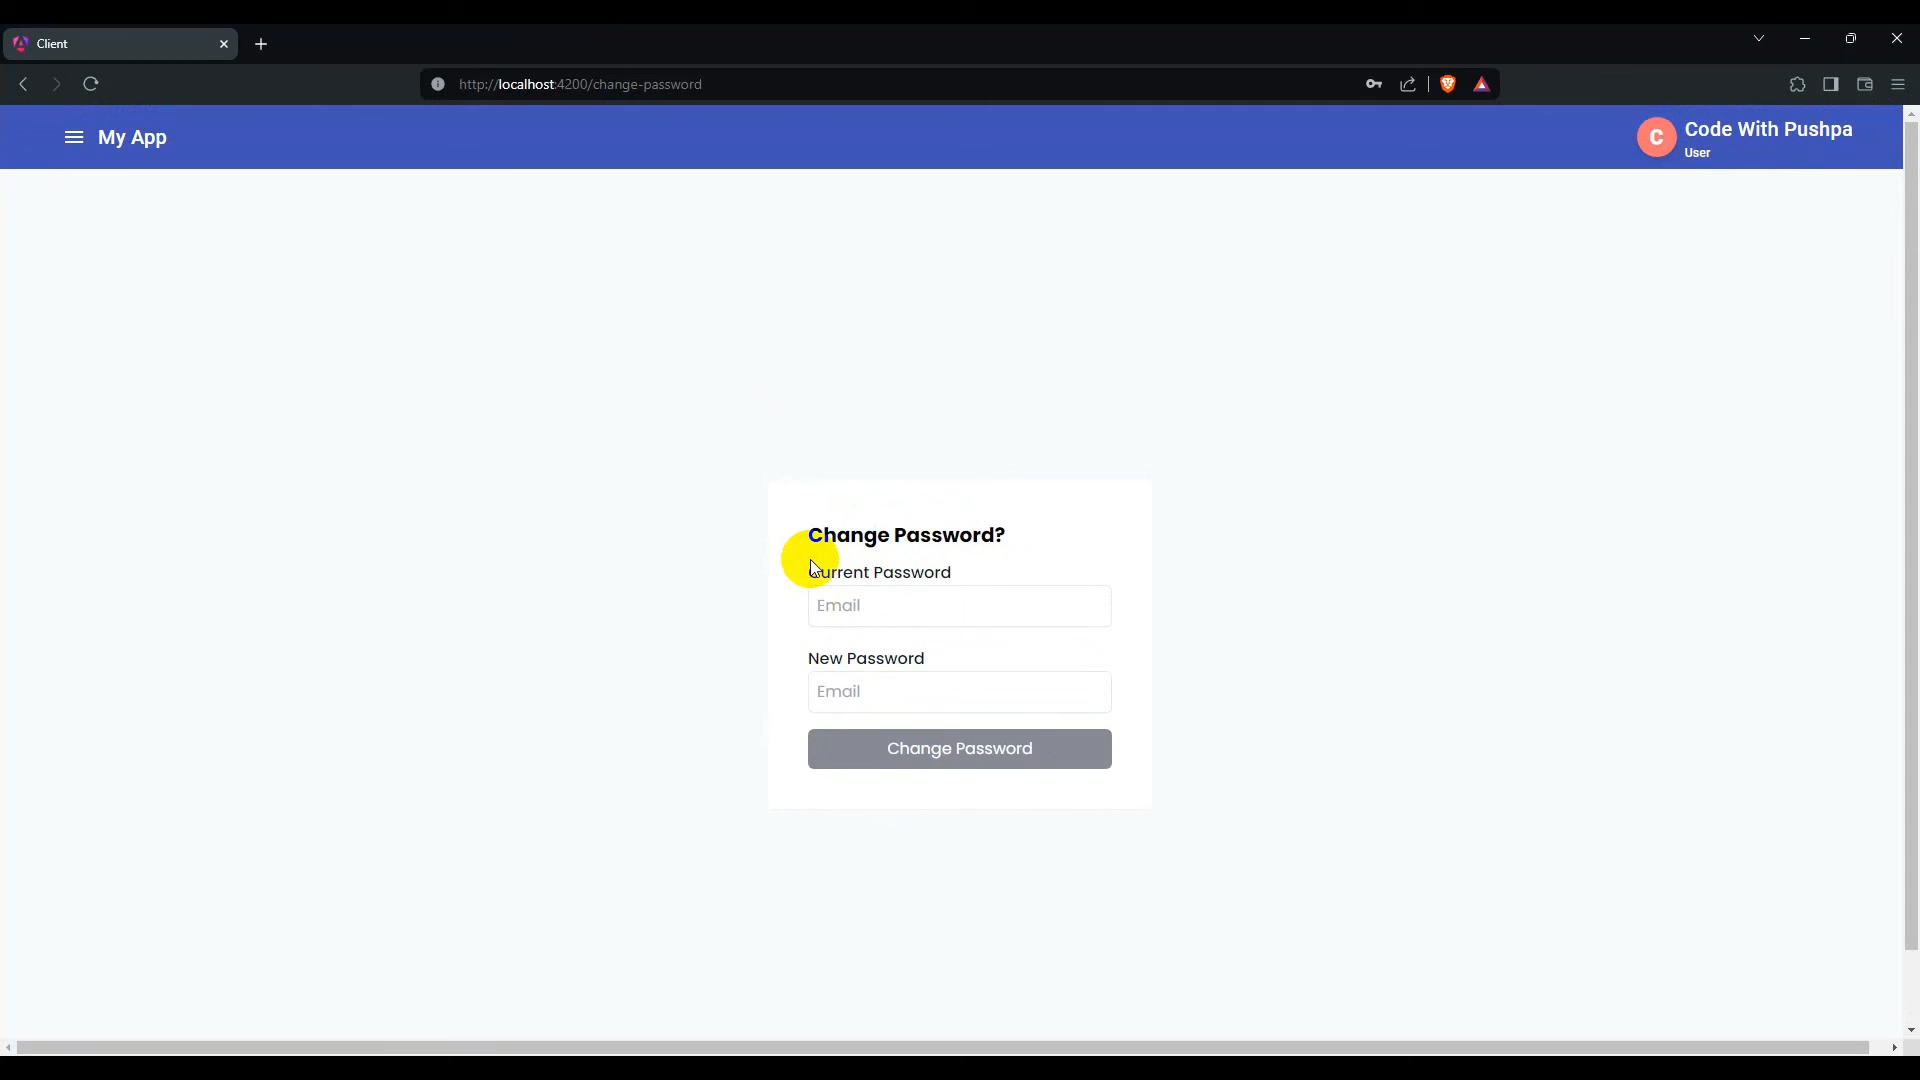 Client
http://localhost:4200/change-password
My App
C
Code With Pushpa
User
Change Password?
Current Password
Email
New Password
Email
Change Password